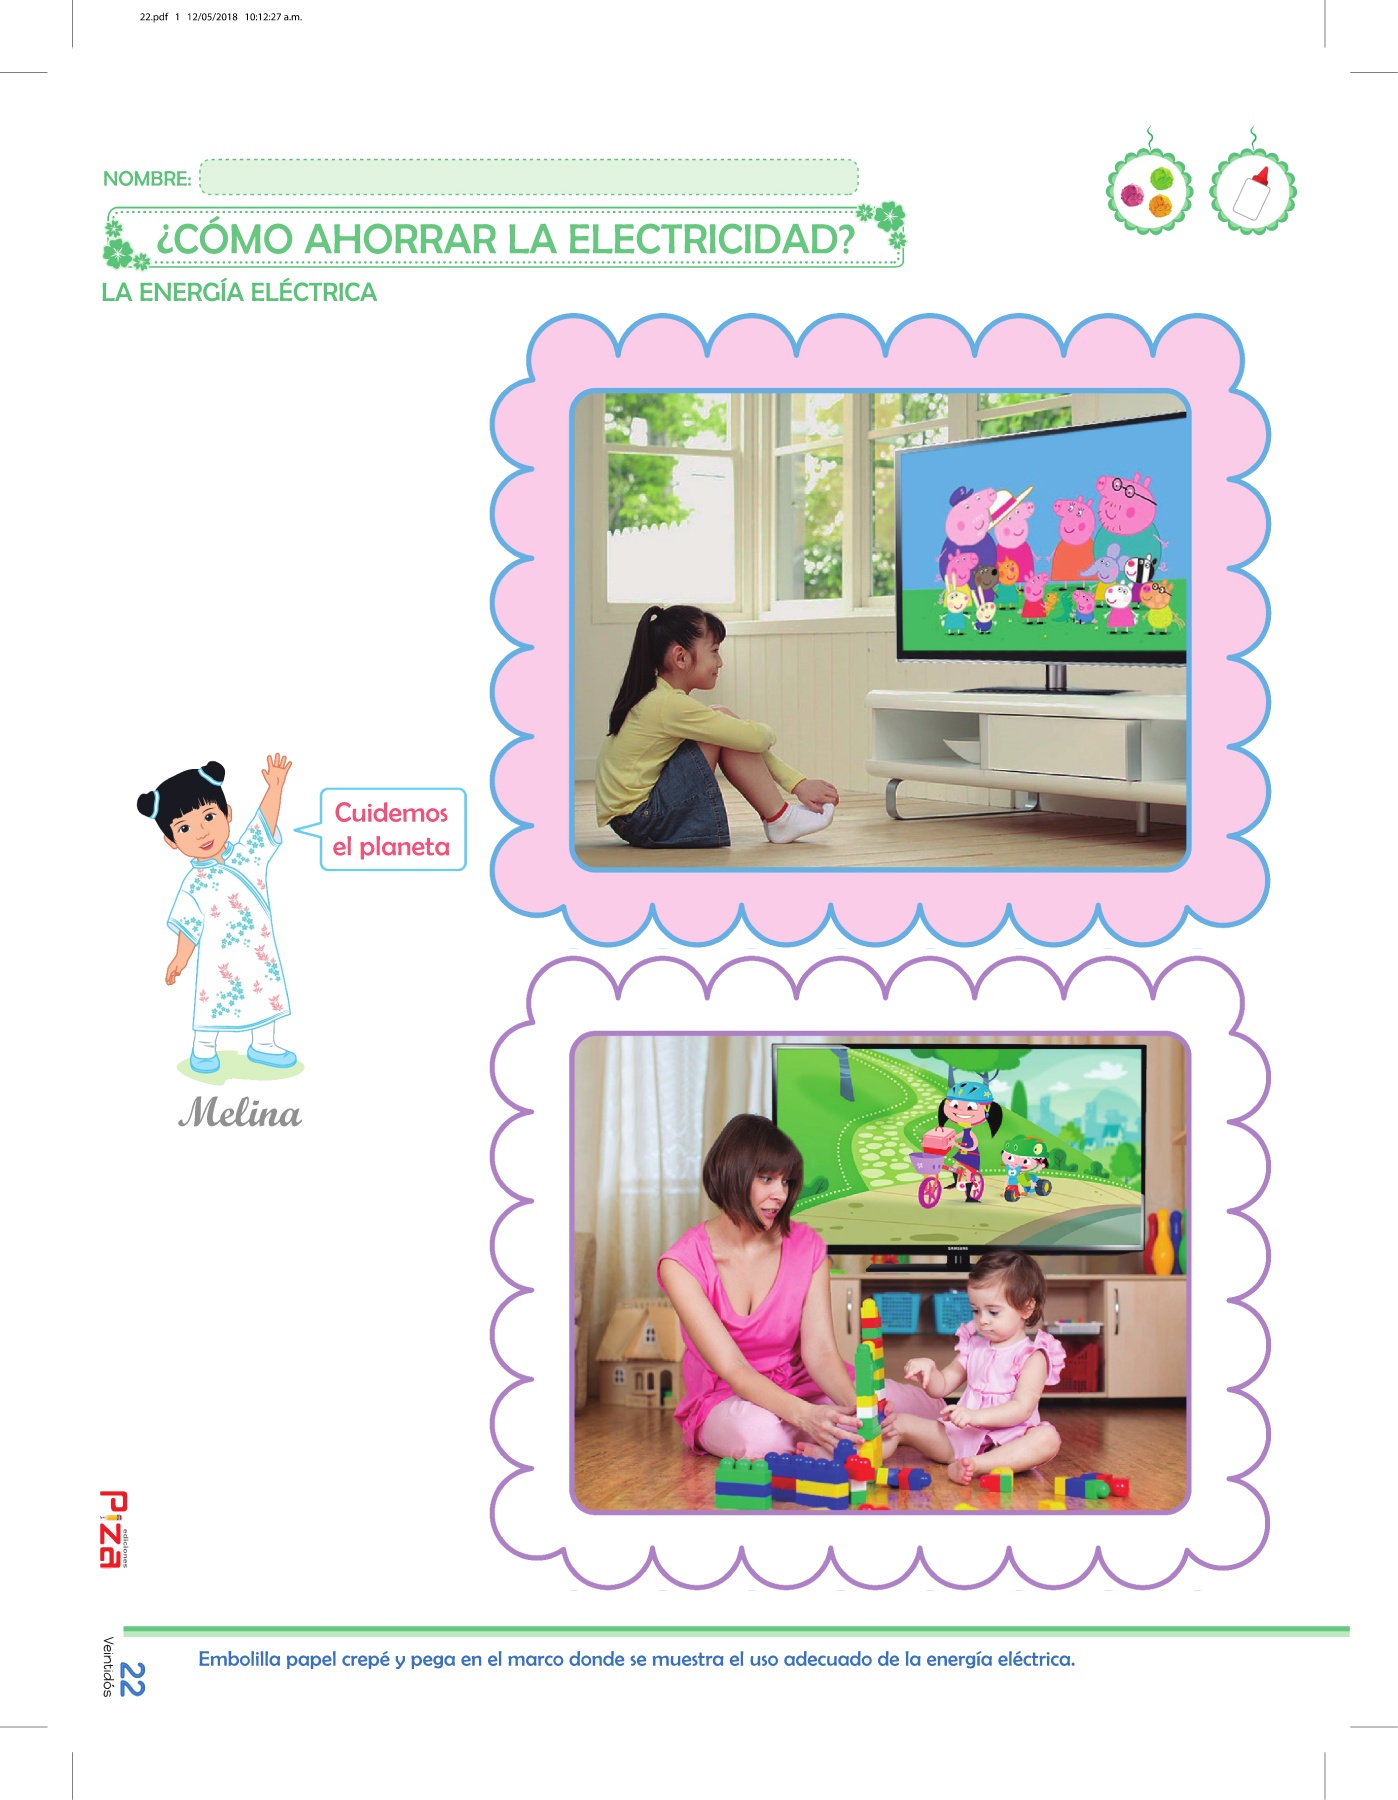 22.pdf 1 12/05/2018 10:12:27 a.m.
NOMBRE:
¿CÓMO AHORRAR LA ELECTRICIDAD?
LA ENERGÍA ELÉCTRICA
Cuidemos
el planeta
Melina
SAMSUNG
Piza
ediciones
Embolilla papel crepé y pega en el marco donde se muestra el uso adecuado de la energía eléctrica.
22
Veintidós